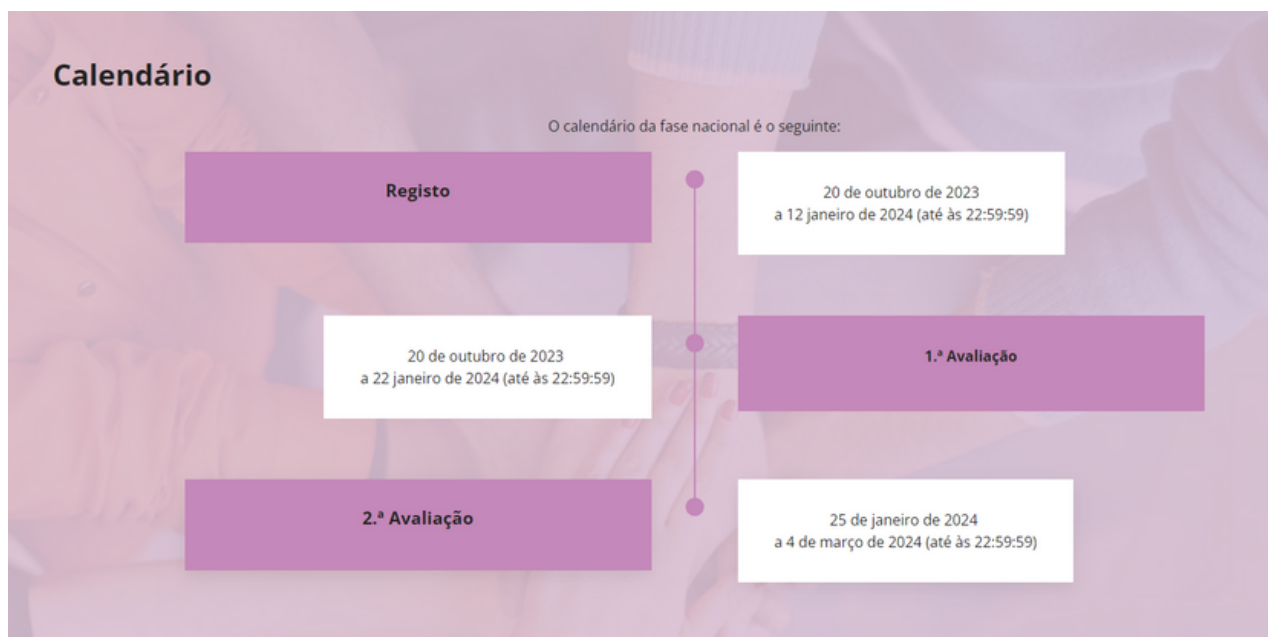 Calendário
O calendário da fase nacional é o seguinte:
Registo
20 de outubro de 2023
a 12 janeiro de 2024 (até às 22:59:59)
20 de outubro de 2023
a 22 janeiro de 2024 (até às 22:59:59)
1.ª Avaliação
2.ª Avaliação
25 de janeiro de 2024
a 4 de março de 2024 (até às 22:59:59)